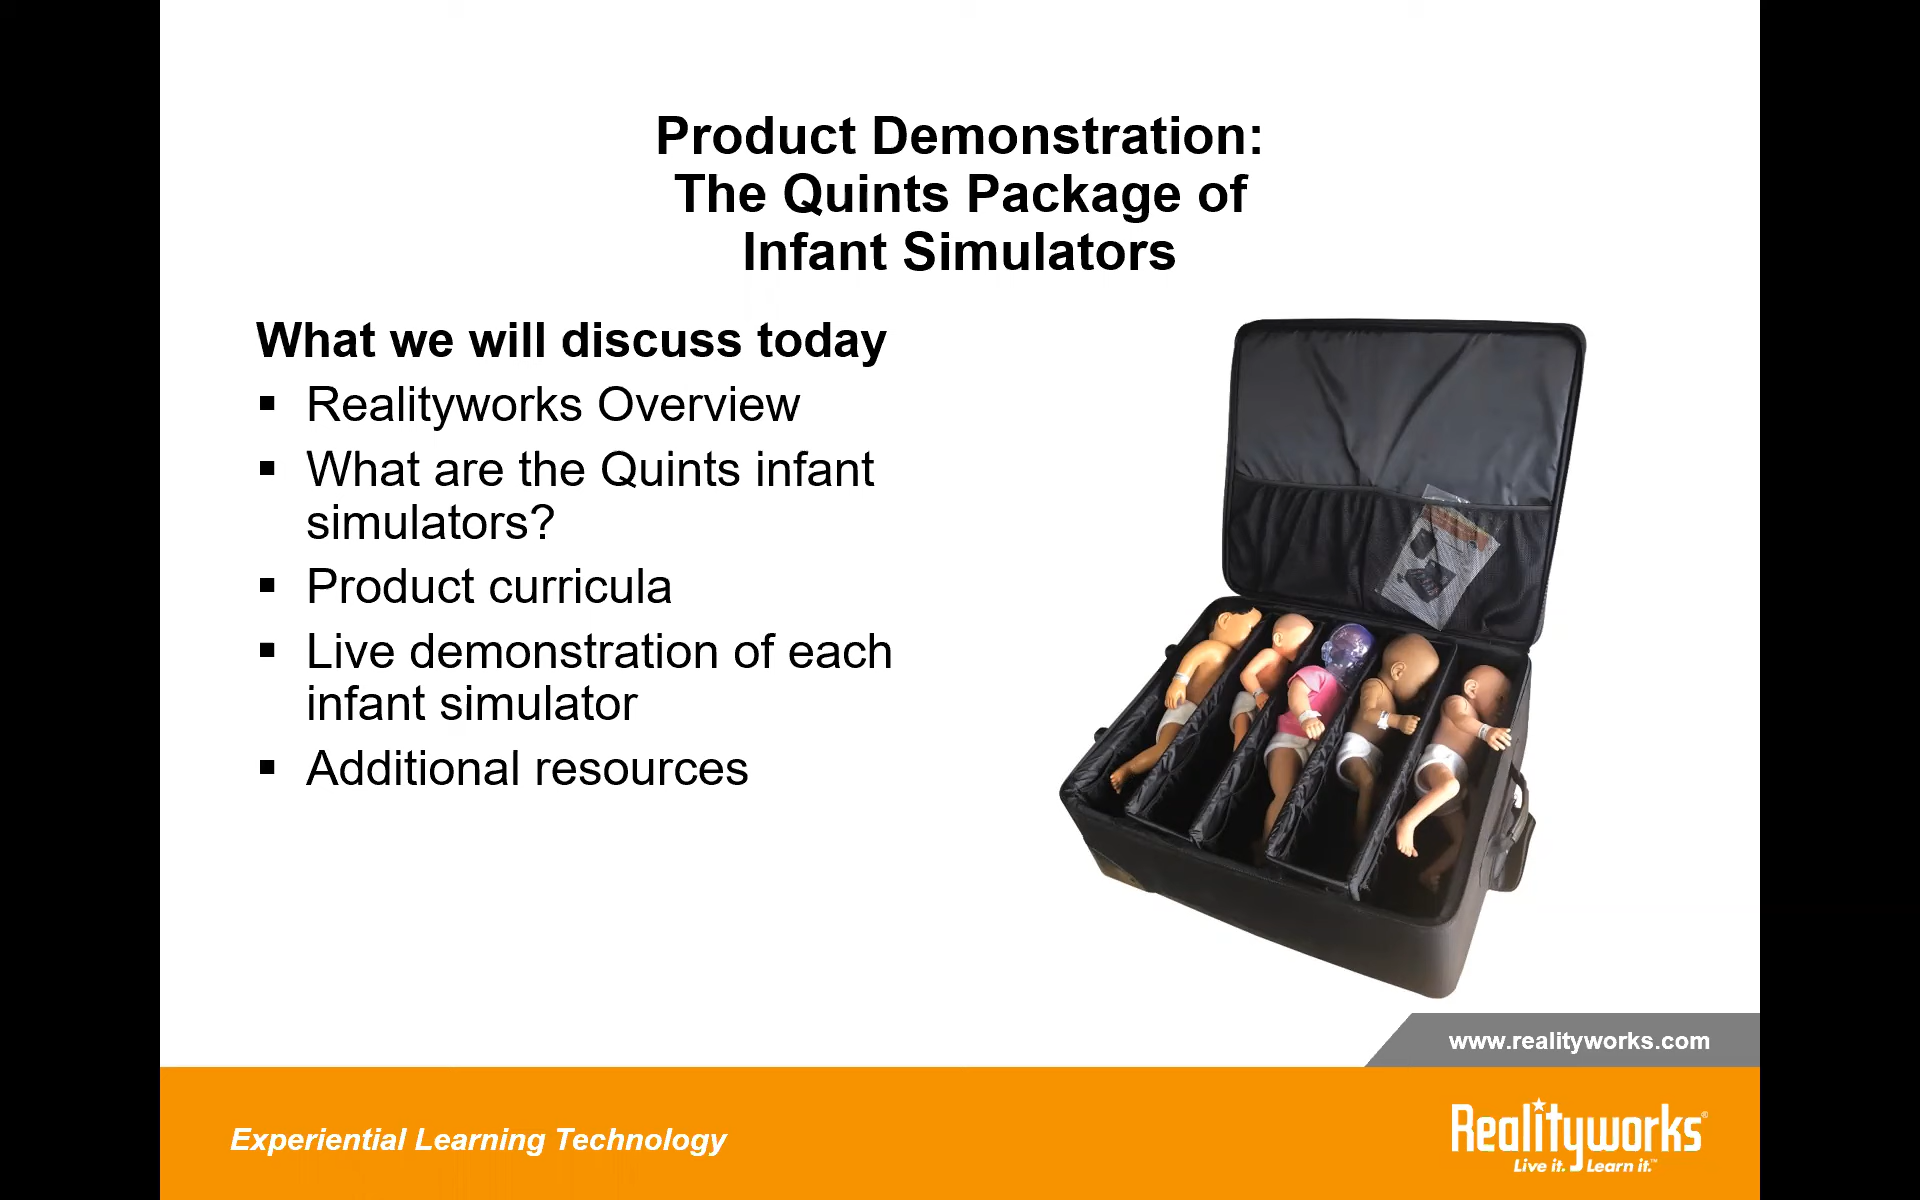 Product Demonstration:
The Quints Package of
Infant Simulators
What we will discuss today
▪ Realityworks Overview
▪ What are the Quints infant
simulators?
▪ Product curricula
▪ Live demonstration of each
infant simulator
▪ Additional resources
www.realityworks.com
Experiential Learning Technology
Realityworks®
Live it. Learn it.™